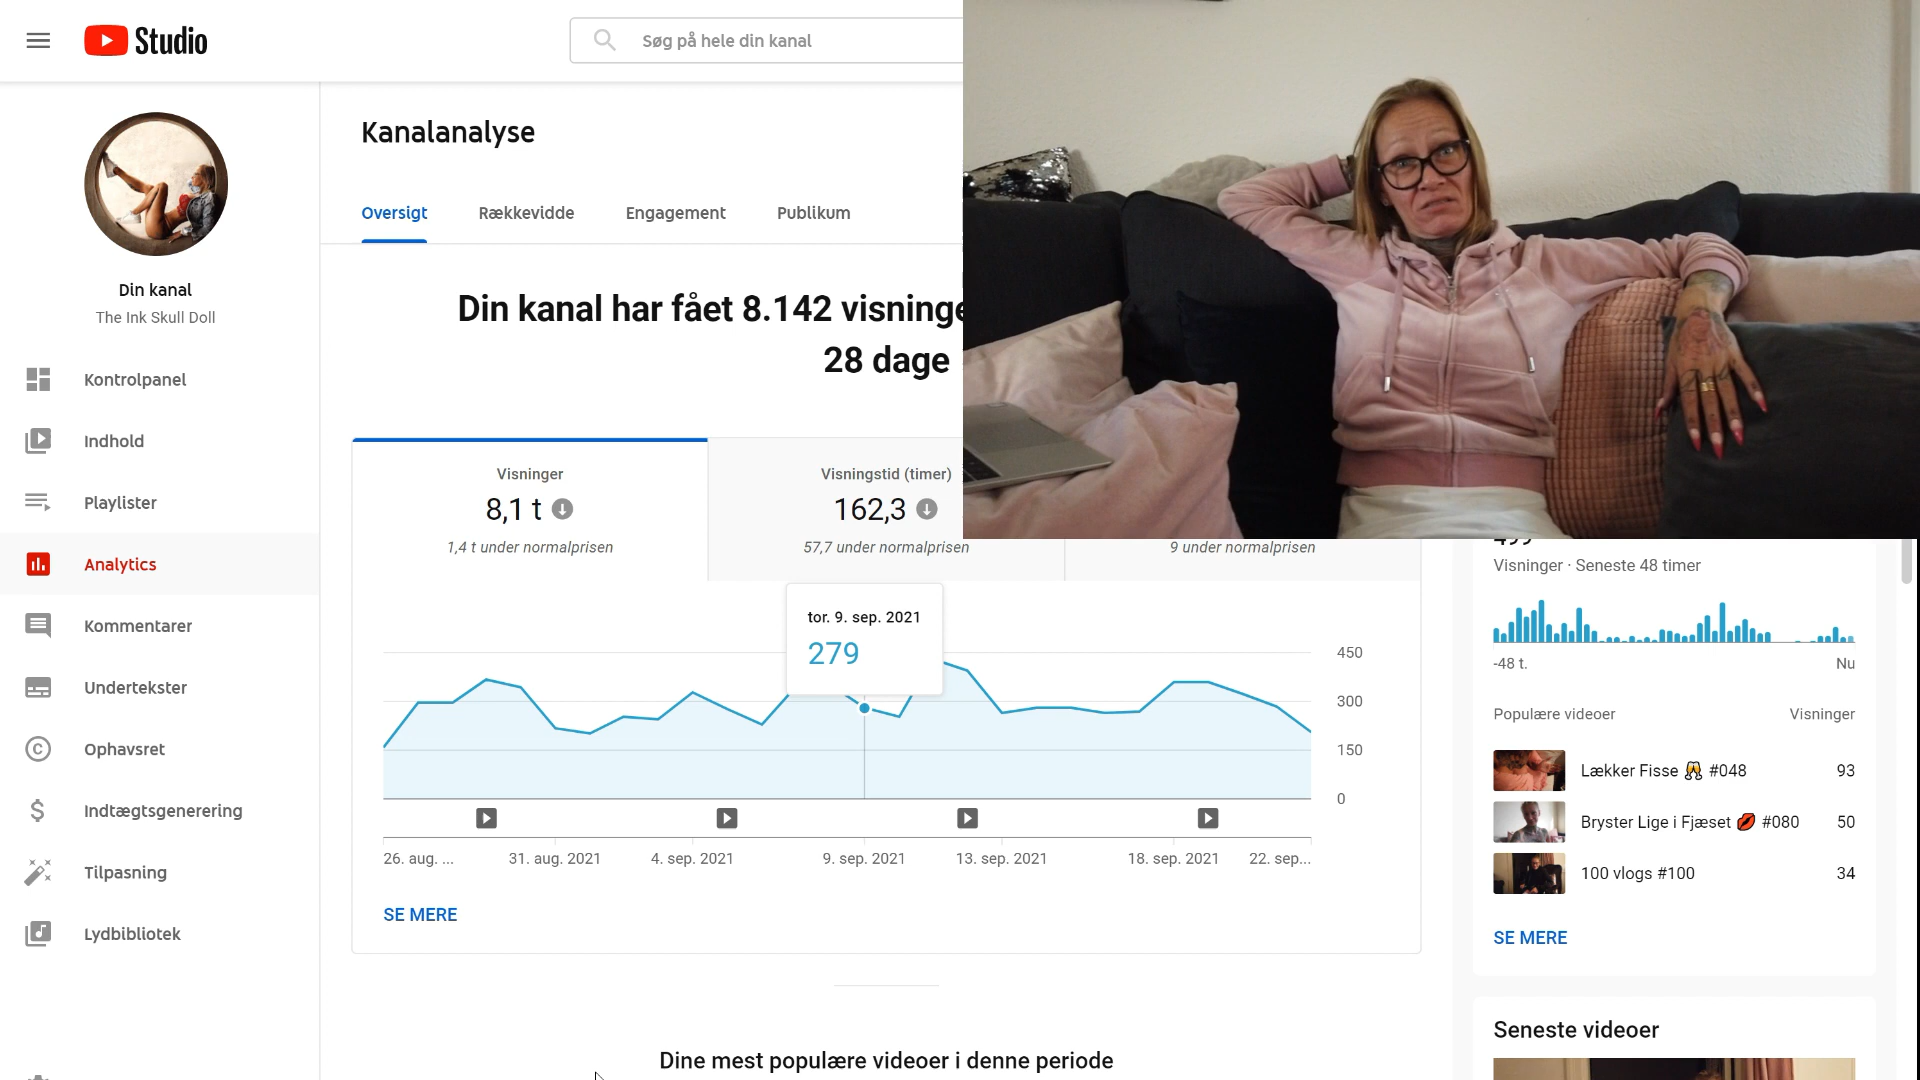 Studio
Søg på hele din kanal
Din kanal
The Ink Skull Doll
Kontrolpanel
Indhold
Playlister
Analytics
Kommentarer
Undertekster
Ophavsret
Indtægtsgenerering
Tilpasning
Lydbibliotek
Kanalanalyse
Oversigt Rækkevidde Engagement Publikum
Din kanal har fået 8.142 visninge
28 dage
Visninger
8,1 t
1,4 t under normalprisen
Visningstid (timer)
162,3
57,7 under normalprisen
9 under normalprisen
tor. 9. sep. 2021
279
450
300
150
0
26. aug. ... 31. aug. 2021 4. sep. 2021 9. sep. 2021 13. sep. 2021 18. sep. 2021 22. sep...
SE MERE
Dine mest populære videoer i denne periode
Visninger · Seneste 48 timer
-48 t. Nu
Populære videoer Visninger
Lækker Fisse 🥂 #048 93
Bryster Lige i Fjæset 💋 #080 50
100 vlogs #100 34
SE MERE
Seneste videoer